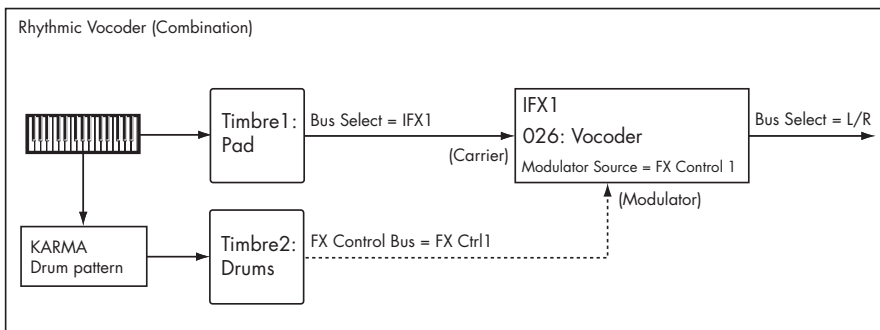 Rhythmic Vocoder (Combination)
Timbre1:
Pad
Bus Select = IFX1
(Carrier)
IFX1
026: Vocoder
Modulator Source = FX Control 1
Bus Select = L/R
(Modulator)
KARMA
Drum pattern
Timbre2:
Drums
FX Control Bus = FX Ctrl1